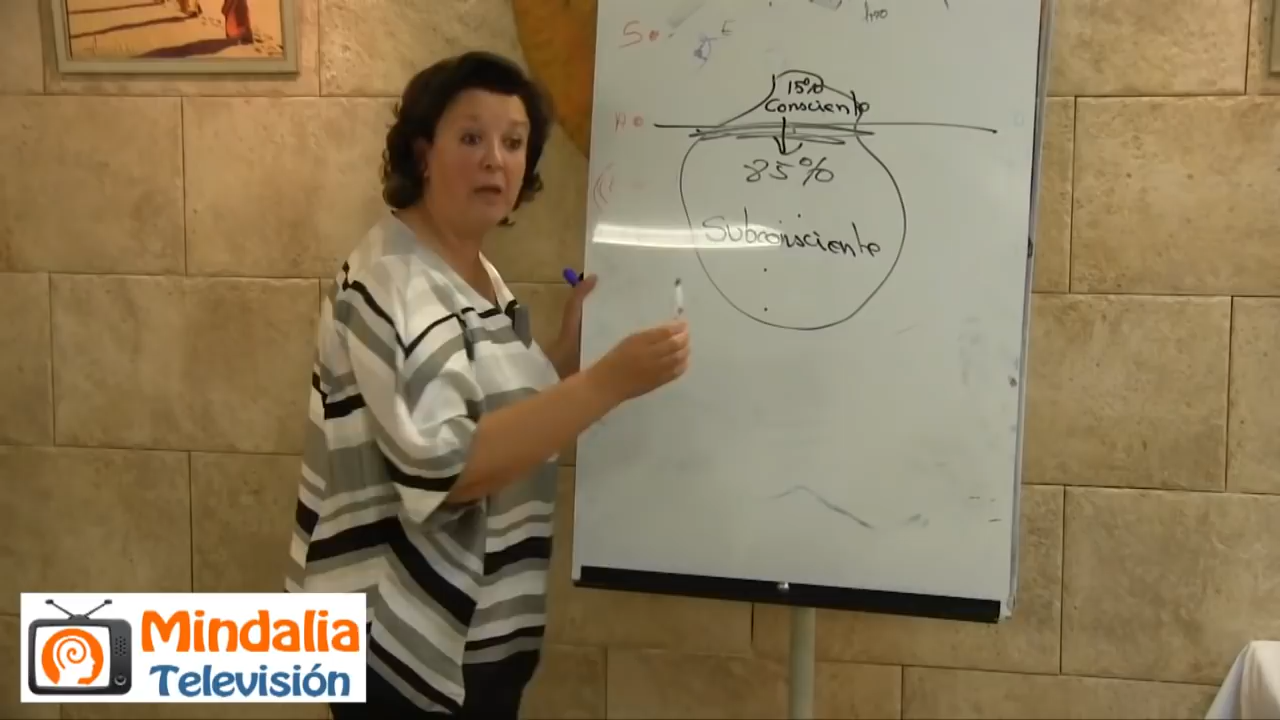 S
E
15%
Consciente
85%
Subconsciente
Mindalia
Televisión